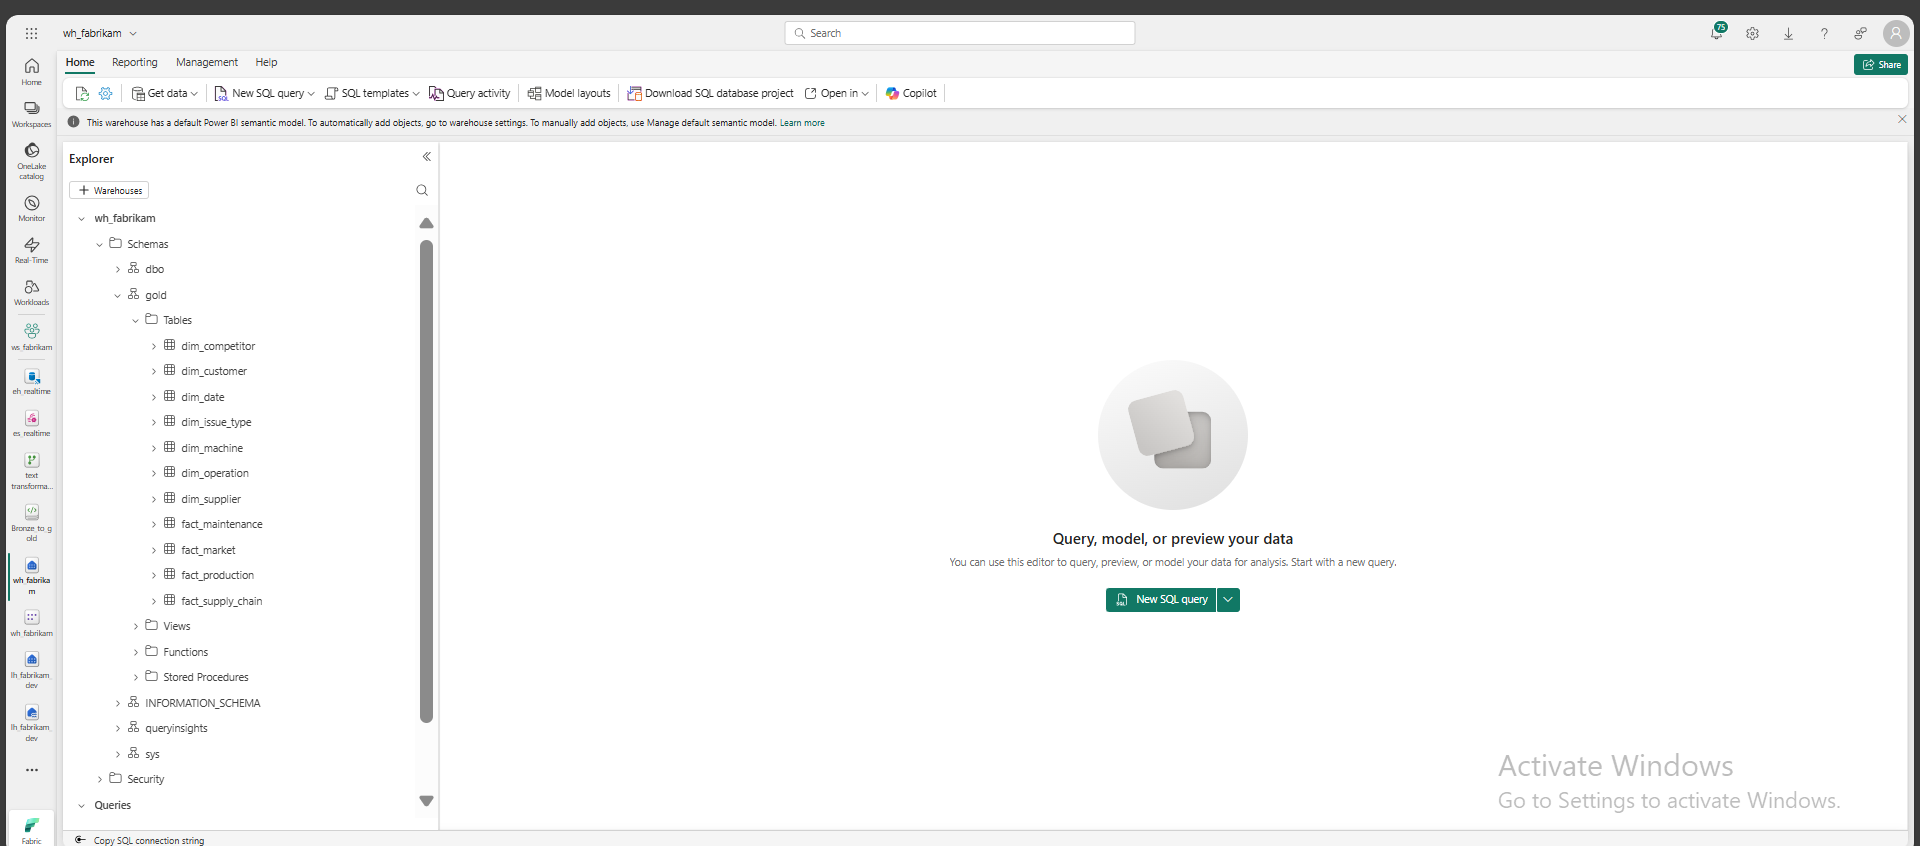 wh_fabrikam
Search
75
Home
Reporting
Management
Help
Share
Get data
New SQL query
SQL templates
Query activity
Model layouts
Download SQL database project
Open in
Copilot
This warehouse has a default Power BI semantic model. To automatically add objects, go to warehouse settings. To manually add objects, use Manage default semantic model. Learn more
Home
Workspaces
OneLake
catalog
Monitor
Real-Time
Workloads
ws_fabrikam
eh_realtime
es_realtime
text
transforma...
Bronze_to_g
old
wh_fabrika
m
wh_fabrikam
lh_fabrikam_
dev
lh_fabrikam_
dev
Fabric
Explorer
Warehouses
wh_fabrikam
Schemas
dbo
gold
Tables
dim_competitor
dim_customer
dim_date
dim_issue_type
dim_machine
dim_operation
dim_supplier
fact_maintenance
fact_market
fact_production
fact_supply_chain
Views
Functions
Stored Procedures
INFORMATION_SCHEMA
queryinsights
sys
Security
Queries
Copy SQL connection string
Query, model, or preview your data
You can use this editor to query, preview, or model your data for analysis. Start with a new query.
New SQL query
Activate Windows
Go to Settings to activate Windows.